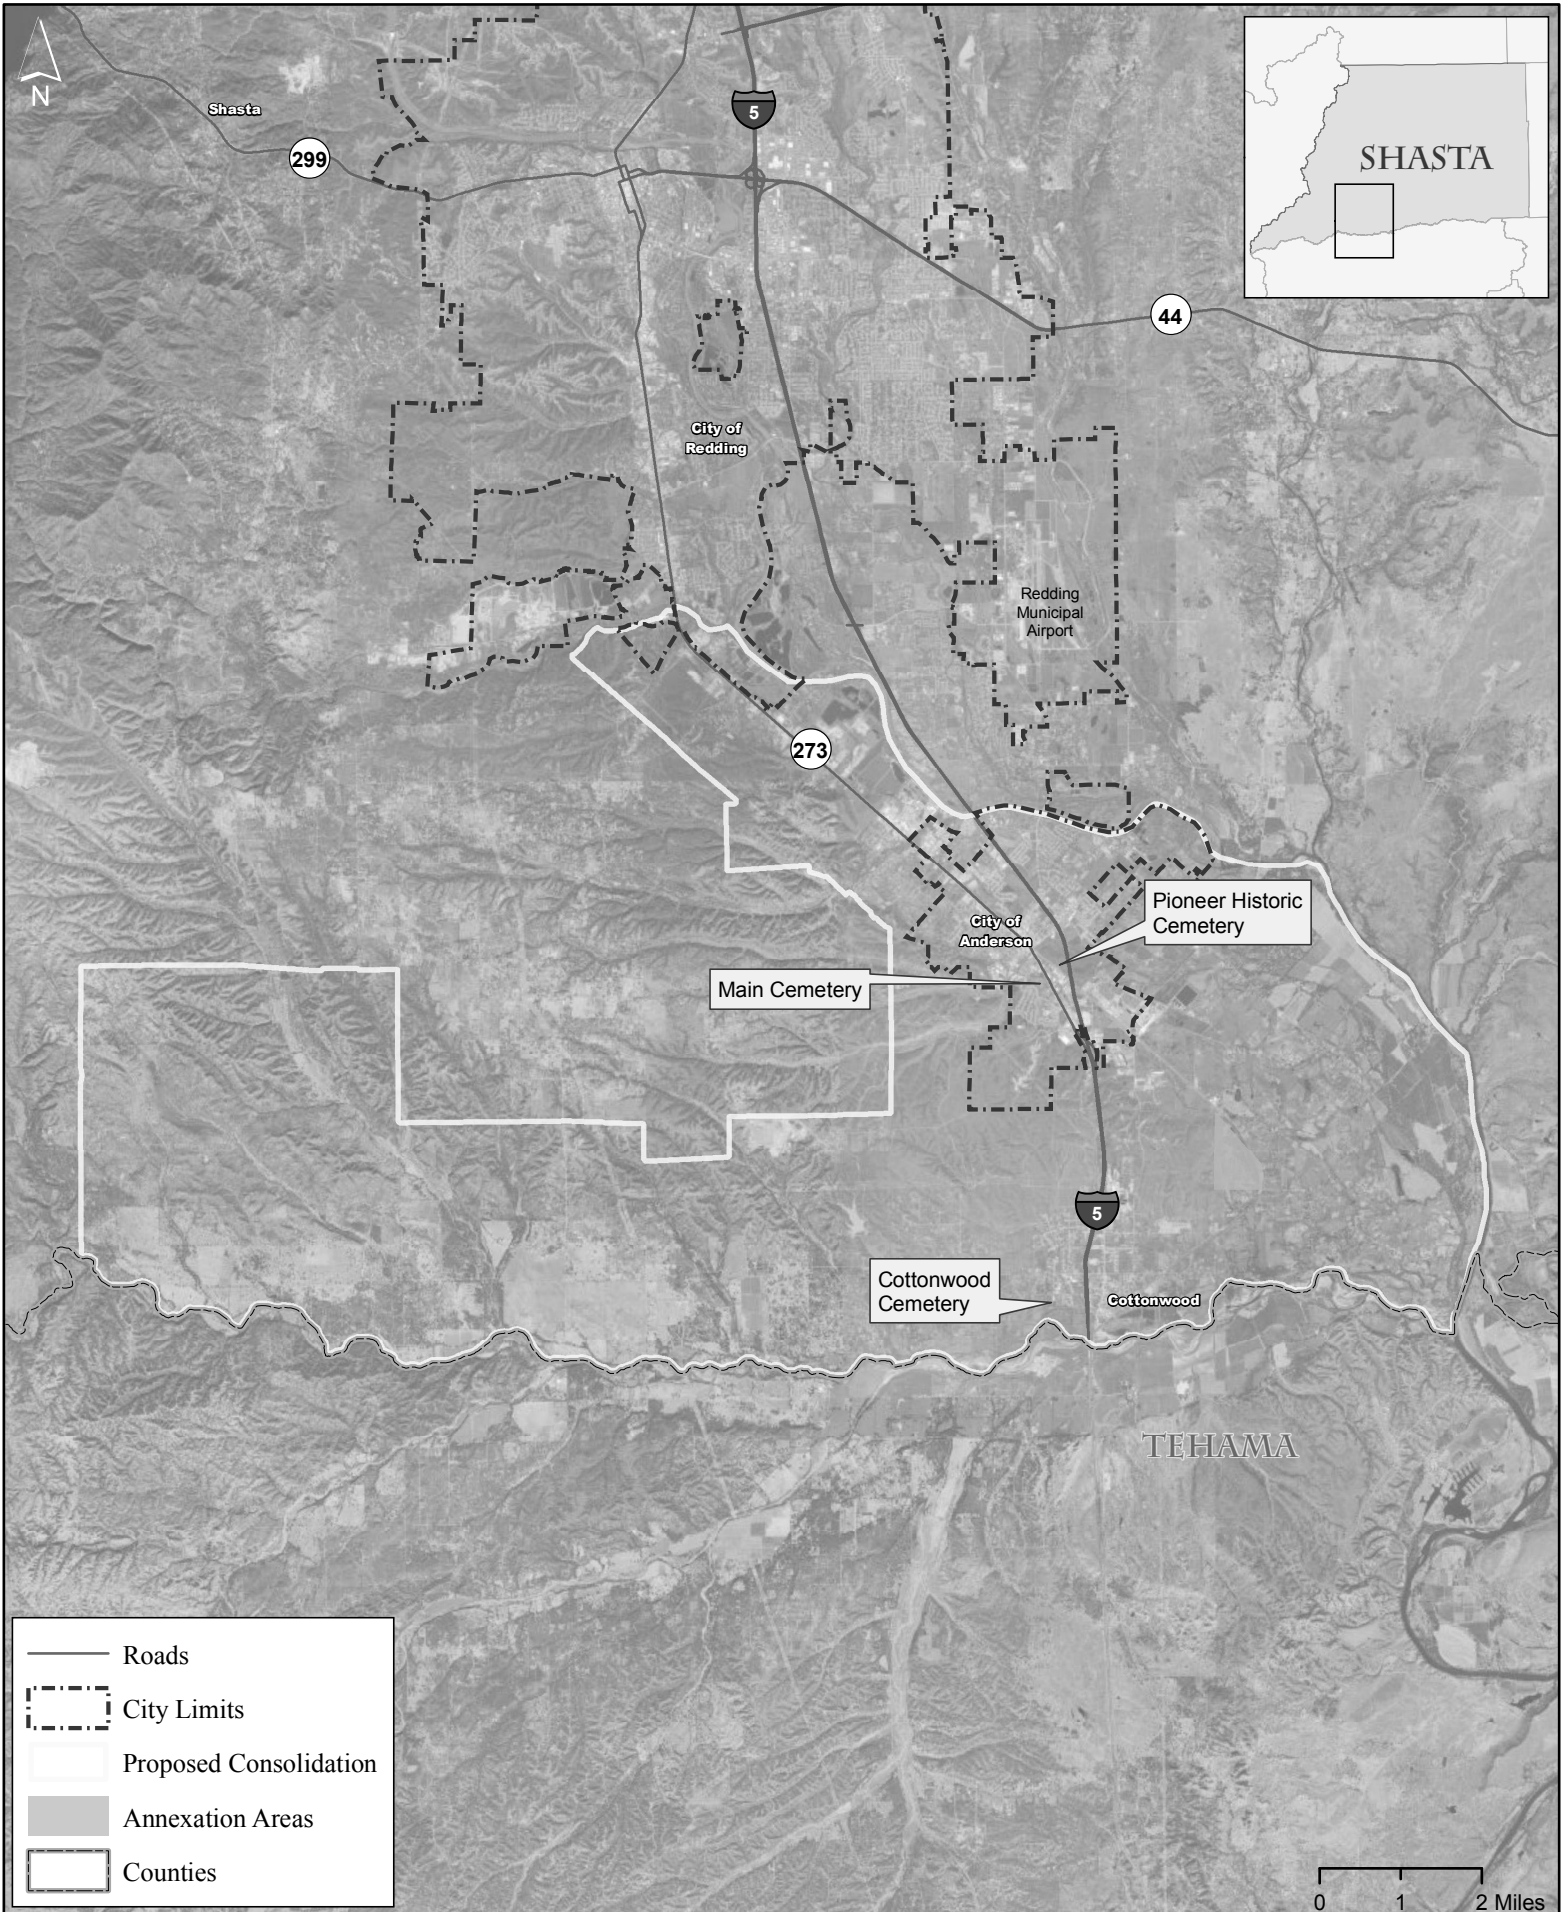 N
Shasta
299
5
SHASTA
44
City of
Redding
Redding
Municipal
Airport
273
Pioneer Historic
Cemetery
City of
Anderson
Main Cemetery
5
Cottonwood
Cemetery
Cottonwood
TEHAMA
Roads
City Limits
Proposed Consolidation
Annexation Areas
Counties
0 1 2 Miles